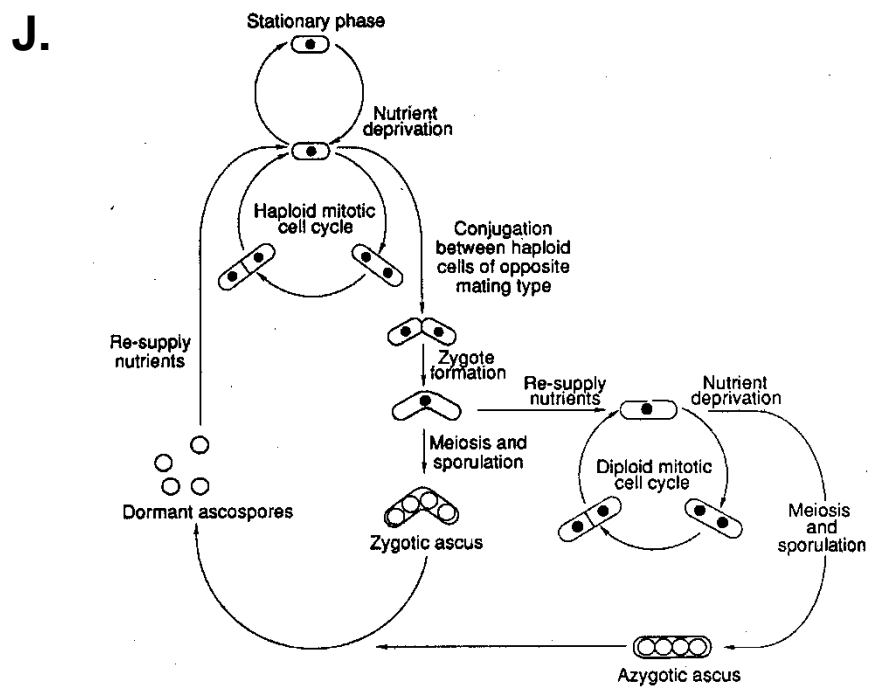 J.
Stationary phase
Nutrient
deprivation
Haploid mitotic
cell cycle
Conjugation
between haploid
cells of opposite
mating type
Re-supply
nutrients
Zygote
formation
Re-supply
nutrients
Nutrient
deprivation
Meiosis and
sporulation
Diploid mitotic
cell cycle
Dormant ascospores
Zygotic ascus
Meiosis
and
sporulation
Azygotic ascus